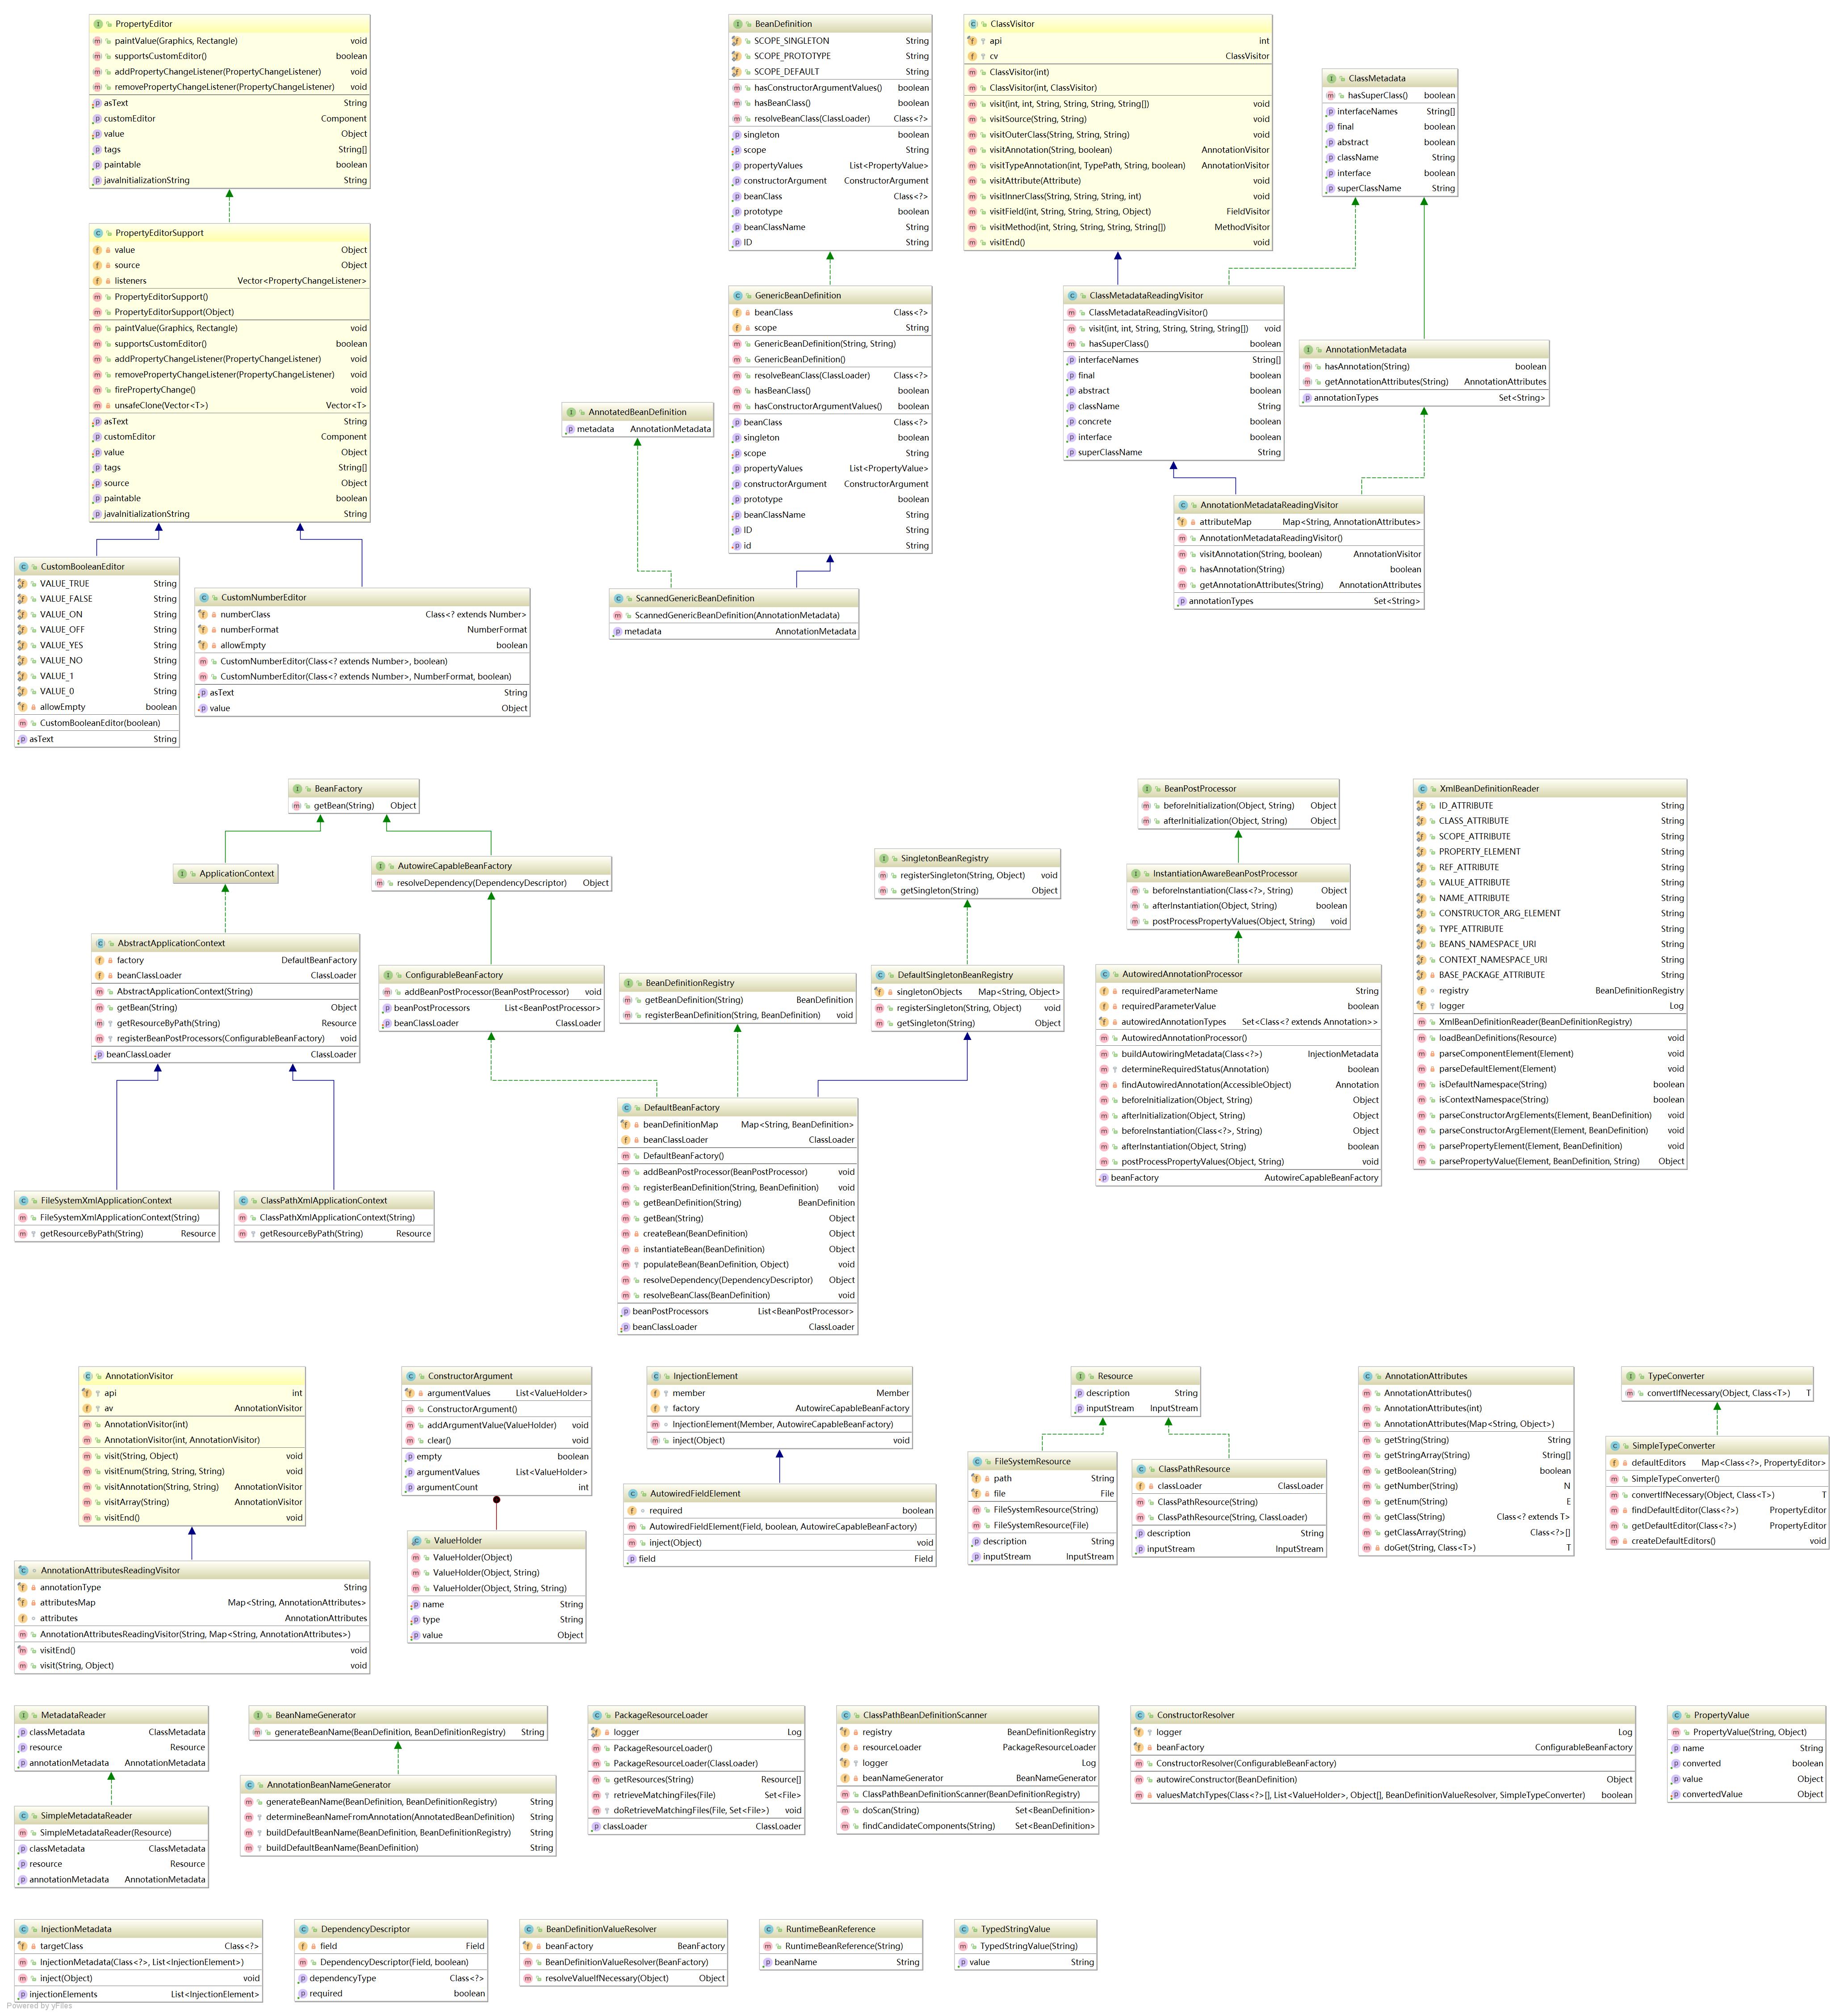 PropertyEditor
paintValue(Graphics, Rectangle) void
supportsCustomEditor() boolean
addPropertyChangeListener(PropertyChangeListener) void
removePropertyChangeListener(PropertyChangeListener) void
asText String
customEditor Component
value Object
tags String[]
paintable boolean
javaInitializationString String
PropertyEditorSupport
value Object
source Object
listeners Vector<PropertyChangeListener>
PropertyEditorSupport()
PropertyEditorSupport(Object)
paintValue(Graphics, Rectangle) void
supportsCustomEditor() boolean
addPropertyChangeListener(PropertyChangeListener) void
removePropertyChangeListener(PropertyChangeListener) void
firePropertyChange() void
unsafeClone(Vector<T>) Vector<T>
asText String
customEditor Component
value Object
tags String[]
source Object
paintable boolean
javaInitializationString String
CustomBooleanEditor
VALUE_TRUE String
VALUE_FALSE String
VALUE_ON String
VALUE_OFF String
VALUE_YES String
VALUE_NO String
VALUE_1 String
VALUE_0 String
allowEmpty boolean
CustomBooleanEditor(boolean)
asText String
CustomNumberEditor
numberClass Class<? extends Number>
numberFormat NumberFormat
allowEmpty boolean
CustomNumberEditor(Class<? extends Number>, boolean)
CustomNumberEditor(Class<? extends Number>, NumberFormat, boolean)
asText String
value Object
AnnotatedBeanDefinition
metadata AnnotationMetadata
BeanDefinition
SCOPE_SINGLETON String
SCOPE_PROTOTYPE String
SCOPE_DEFAULT String
hasConstructorArgumentValues() boolean
hasBeanClass() boolean
resolveBeanClass(ClassLoader) Class<?>
singleton boolean
scope String
propertyValues List<PropertyValue>
constructorArgument ConstructorArgument
beanClass Class<?>
prototype boolean
beanClassName String
ID String
GenericBeanDefinition
beanClass Class<?>
scope String
GenericBeanDefinition(String, String)
GenericBeanDefinition()
resolveBeanClass(ClassLoader) Class<?>
hasBeanClass() boolean
hasConstructorArgumentValues() boolean
beanClass Class<?>
singleton boolean
scope String
propertyValues List<PropertyValue>
constructorArgument ConstructorArgument
prototype boolean
beanClassName String
ID String
id String
ScannedGenericBeanDefinition
ScannedGenericBeanDefinition(AnnotationMetadata)
metadata AnnotationMetadata
ClassVisitor
api int
cv ClassVisitor
ClassVisitor(int)
ClassVisitor(int, ClassVisitor)
visit(int, int, String, String, String, String[]) void
visitSource(String, String) void
visitOuterClass(String, String, String) void
visitAnnotation(String, boolean) AnnotationVisitor
visitTypeAnnotation(int, TypePath, String, boolean) AnnotationVisitor
visitAttribute(Attribute) void
visitInnerClass(String, String, String, int) void
visitField(int, String, String, String, Object) FieldVisitor
visitMethod(int, String, String, String, String[]) MethodVisitor
visitEnd() void
ClassMetadata
hasSuperClass() boolean
interfaceNames String[]
final boolean
abstract boolean
className String
interface boolean
superClassName String
ClassMetadataReadingVisitor
ClassMetadataReadingVisitor()
visit(int, int, String, String, String, String[]) void
hasSuperClass() boolean
interfaceNames String[]
final boolean
abstract boolean
className String
concrete boolean
interface boolean
superClassName String
AnnotationMetadata
hasAnnotation(String) boolean
getAnnotationAttributes(String) AnnotationAttributes
annotationTypes Set<String>
AnnotationMetadataReadingVisitor
attributeMap Map<String, AnnotationAttributes>
AnnotationMetadataReadingVisitor()
visitAnnotation(String, boolean) AnnotationVisitor
hasAnnotation(String) boolean
getAnnotationAttributes(String) AnnotationAttributes
annotationTypes Set<String>
BeanFactory
getBean(String) Object
ApplicationContext
AutowireCapableBeanFactory
resolveDependency(DependencyDescriptor) Object
AbstractApplicationContext
factory DefaultBeanFactory
beanClassLoader ClassLoader
AbstractApplicationContext(String)
getBean(String) Object
getResourceByPath(String) Resource
registerBeanPostProcessors(ConfigurableBeanFactory) void
beanClassLoader ClassLoader
ConfigurableBeanFactory
addBeanPostProcessor(BeanPostProcessor) void
beanPostProcessors List<BeanPostProcessor>
beanClassLoader ClassLoader
BeanDefinitionRegistry
getBeanDefinition(String) BeanDefinition
registerBeanDefinition(String, BeanDefinition) void
SingletonBeanRegistry
registerSingleton(String, Object) void
getSingleton(String) Object
DefaultSingletonBeanRegistry
singletonObjects Map<String, Object>
registerSingleton(String, Object) void
getSingleton(String) Object
FileSystemXmlApplicationContext
FileSystemXmlApplicationContext(String)
getResourceByPath(String) Resource
ClassPathXmlApplicationContext
ClassPathXmlApplicationContext(String)
getResourceByPath(String) Resource
DefaultBeanFactory
beanDefinitionMap Map<String, BeanDefinition>
beanClassLoader ClassLoader
DefaultBeanFactory()
addBeanPostProcessor(BeanPostProcessor) void
registerBeanDefinition(String, BeanDefinition) void
getBeanDefinition(String) BeanDefinition
getBean(String) Object
createBean(BeanDefinition) Object
instantiateBean(BeanDefinition) Object
populateBean(BeanDefinition, Object) void
resolveDependency(DependencyDescriptor) Object
resolveBeanClass(BeanDefinition) void
beanPostProcessors List<BeanPostProcessor>
beanClassLoader ClassLoader
BeanPostProcessor
beforeInitialization(Object, String) Object
afterInitialization(Object, String) Object
InstantiationAwareBeanPostProcessor
beforeInstantiation(Class<?>, String) Object
afterInstantiation(Object, String) boolean
postProcessPropertyValues(Object, String) void
AutowiredAnnotationProcessor
requiredParameterName String
requiredParameterValue boolean
autowiredAnnotationTypes Set<Class<? extends Annotation>>
AutowiredAnnotationProcessor()
buildAutowiringMetadata(Class<?>) InjectionMetadata
determineRequiredStatus(Annotation) boolean
findAutowiredAnnotation(AccessibleObject) Annotation
beforeInitialization(Object, String) Object
afterInitialization(Object, String) Object
beforeInstantiation(Class<?>, String) Object
afterInstantiation(Object, String) boolean
postProcessPropertyValues(Object, String) void
beanFactory AutowireCapableBeanFactory
XmlBeanDefinitionReader
ID_ATTRIBUTE String
CLASS_ATTRIBUTE String
SCOPE_ATTRIBUTE String
PROPERTY_ELEMENT String
REF_ATTRIBUTE String
VALUE_ATTRIBUTE String
NAME_ATTRIBUTE String
CONSTRUCTOR_ARG_ELEMENT String
TYPE_ATTRIBUTE String
BEANS_NAMESPACE_URI String
CONTEXT_NAMESPACE_URI String
BASE_PACKAGE_ATTRIBUTE String
registry BeanDefinitionRegistry
logger Log
XmlBeanDefinitionReader(BeanDefinitionRegistry)
loadBeanDefinitions(Resource) void
parseComponentElement(Element) void
parseDefaultElement(Element) void
isDefaultNamespace(String) boolean
isContextNamespace(String) boolean
parseConstructorArgElements(Element, BeanDefinition) void
parseConstructorArgElement(Element, BeanDefinition) void
parsePropertyElement(Element, BeanDefinition) void
parsePropertyValue(Element, BeanDefinition, String) Object
AnnotationVisitor
api int
av AnnotationVisitor
AnnotationVisitor(int)
AnnotationVisitor(int, AnnotationVisitor)
visit(String, Object) void
visitEnum(String, String, String) void
visitAnnotation(String, String) AnnotationVisitor
visitArray(String) AnnotationVisitor
visitEnd() void
AnnotationAttributesReadingVisitor
annotationType String
attributesMap Map<String, AnnotationAttributes>
attributes AnnotationAttributes
AnnotationAttributesReadingVisitor(String, Map<String, AnnotationAttributes>)
visitEnd() void
visit(String, Object) void
ConstructorArgument
argumentValues List<ValueHolder>
ConstructorArgument()
addArgumentValue(ValueHolder) void
clear() void
empty boolean
argumentValues List<ValueHolder>
argumentCount int
ValueHolder
ValueHolder(Object)
ValueHolder(Object, String)
ValueHolder(Object, String, String)
name String
type String
value Object
InjectionElement
member Member
factory AutowireCapableBeanFactory
InjectionElement(Member, AutowireCapableBeanFactory)
inject(Object) void
AutowiredFieldElement
required boolean
AutowiredFieldElement(Field, boolean, AutowireCapableBeanFactory)
inject(Object) void
field Field
Resource
description String
inputStream InputStream
FileSystemResource
path String
file File
FileSystemResource(String)
FileSystemResource(File)
description String
inputStream InputStream
ClassPathResource
classLoader ClassLoader
ClassPathResource(String)
ClassPathResource(String, ClassLoader)
description String
inputStream InputStream
AnnotationAttributes
AnnotationAttributes()
AnnotationAttributes(int)
AnnotationAttributes(Map<String, Object>)
getString(String) String
getStringArray(String) String[]
getBoolean(String) boolean
getNumber(String) N
getEnum(String) E
getClass(String) Class<? extends T>
getClassArray(String) Class<?>[]
doGet(String, Class<T>) T
TypeConverter
convertIfNecessary(Object, Class<T>) T
SimpleTypeConverter
defaultEditors Map<Class<?>, PropertyEditor>
SimpleTypeConverter()
convertIfNecessary(Object, Class<T>) T
findDefaultEditor(Class<?>) PropertyEditor
getDefaultEditor(Class<?>) PropertyEditor
createDefaultEditors() void
MetadataReader
classMetadata ClassMetadata
resource Resource
annotationMetadata AnnotationMetadata
SimpleMetadataReader
SimpleMetadataReader(Resource)
classMetadata ClassMetadata
resource Resource
annotationMetadata AnnotationMetadata
BeanNameGenerator
generateBeanName(BeanDefinition, BeanDefinitionRegistry) String
AnnotationBeanNameGenerator
generateBeanName(BeanDefinition, BeanDefinitionRegistry) String
determineBeanNameFromAnnotation(AnnotatedBeanDefinition) String
buildDefaultBeanName(BeanDefinition, BeanDefinitionRegistry) String
buildDefaultBeanName(BeanDefinition) String
PackageResourceLoader
logger Log
PackageResourceLoader()
PackageResourceLoader(ClassLoader)
getResources(String) Resource[]
retrieveMatchingFiles(File) Set<File>
doRetrieveMatchingFiles(File, Set<File>) void
classLoader ClassLoader
ClassPathBeanDefinitionScanner
registry BeanDefinitionRegistry
resourceLoader PackageResourceLoader
logger Log
beanNameGenerator BeanNameGenerator
ClassPathBeanDefinitionScanner(BeanDefinitionRegistry)
doScan(String) Set<BeanDefinition>
findCandidateComponents(String) Set<BeanDefinition>
ConstructorResolver
logger Log
beanFactory ConfigurableBeanFactory
ConstructorResolver(ConfigurableBeanFactory)
autowireConstructor(BeanDefinition) Object
valuesMatchTypes(Class<?>[], List<ValueHolder>, Object[], BeanDefinitionValueResolver, SimpleTypeConverter) boolean
PropertyValue
PropertyValue(String, Object)
name String
converted boolean
value Object
convertedValue Object
InjectionMetadata
targetClass Class<?>
InjectionMetadata(Class<?>, List<InjectionElement>)
inject(Object) void
injectionElements List<InjectionElement>
DependencyDescriptor
field Field
DependencyDescriptor(Field, boolean)
dependencyType Class<?>
required boolean
BeanDefinitionValueResolver
beanFactory BeanFactory
BeanDefinitionValueResolver(BeanFactory)
resolveValueIfNecessary(Object) Object
RuntimeBeanReference
RuntimeBeanReference(String)
beanName String
TypedStringValue
TypedStringValue(String)
value String
Powered by yFiles